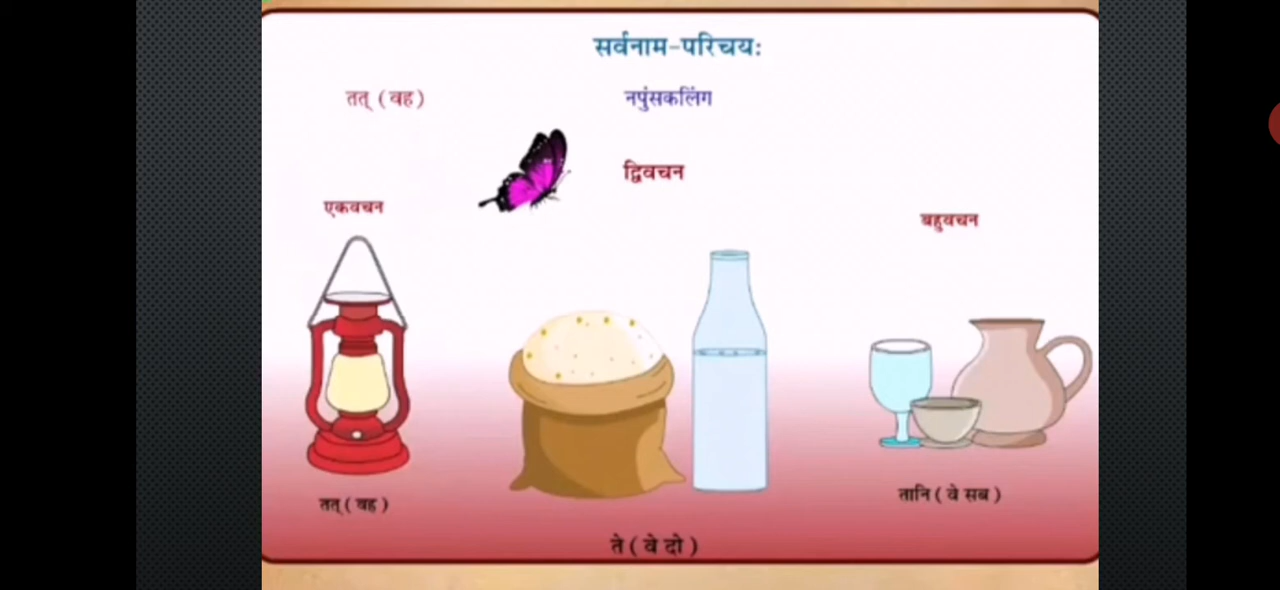 सर्वनाम-परिचयः
तत् (वह)
नपुंसकलिंग
द्विवचन
एकवचन
बहुवचन
तत् ( वह )
ते ( वे दो )
तानि ( वे सब )